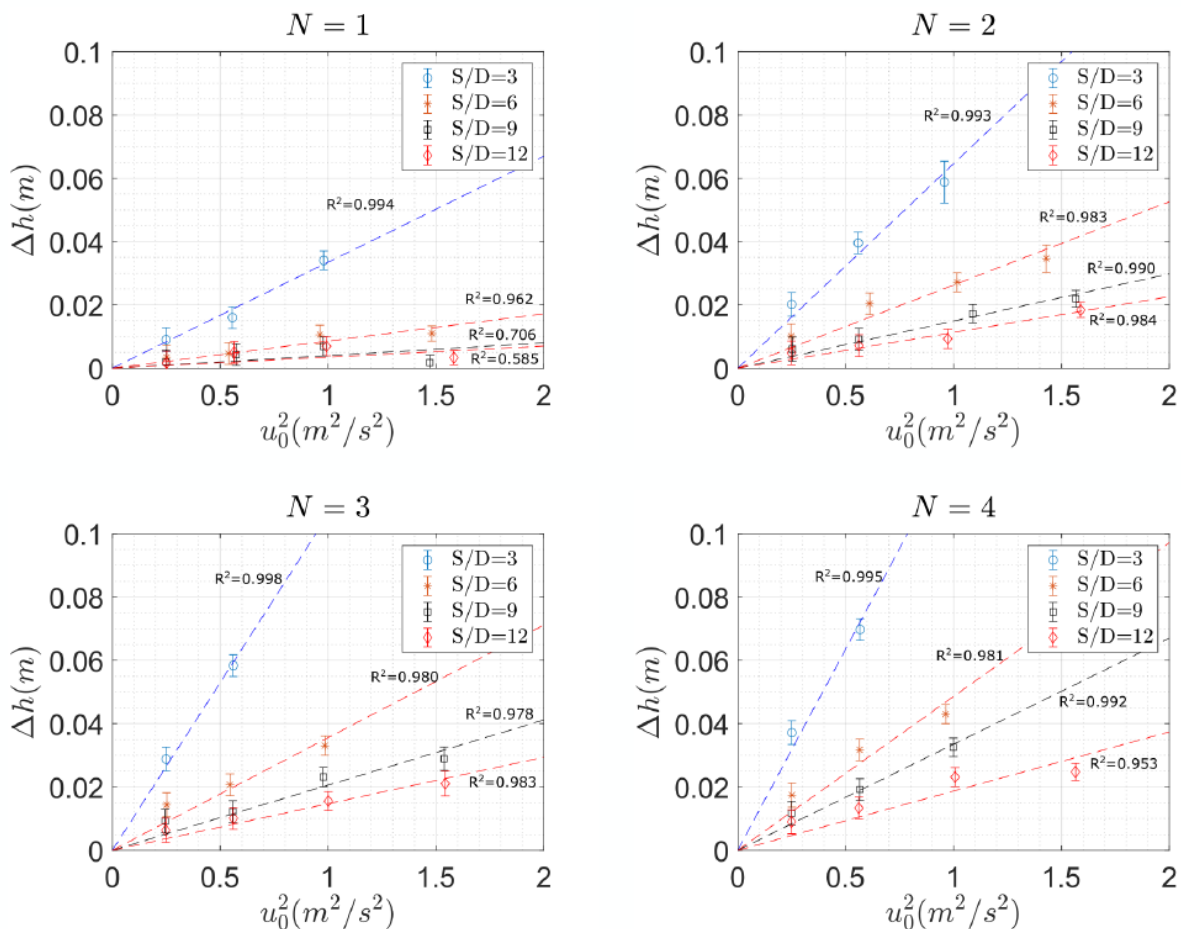 N = 1
0.1
0.08
0.06
0.04
0.02
0
Δh(m)
S/D=3
S/D=6
S/D=9
S/D=12
R²=0.994
R²=0.962
R²=0.706
R²=0.585
0 0.5 1 1.5 2
u₀²(m²/s²)
N = 2
0.1
0.08
0.06
0.04
0.02
0
Δh(m)
S/D=3
S/D=6
S/D=9
S/D=12
R²=0.993
R²=0.983
R²=0.990
R²=0.984
0 0.5 1 1.5 2
u₀²(m²/s²)
N = 3
0.1
0.08
0.06
0.04
0.02
0
Δh(m)
S/D=3
S/D=6
S/D=9
S/D=12
R²=0.998
R²=0.980
R²=0.978
R²=0.983
0 0.5 1 1.5 2
u₀²(m²/s²)
N = 4
0.1
0.08
0.06
0.04
0.02
0
Δh(m)
S/D=3
S/D=6
S/D=9
S/D=12
R²=0.995
R²=0.981
R²=0.992
R²=0.953
0 0.5 1 1.5 2
u₀²(m²/s²)